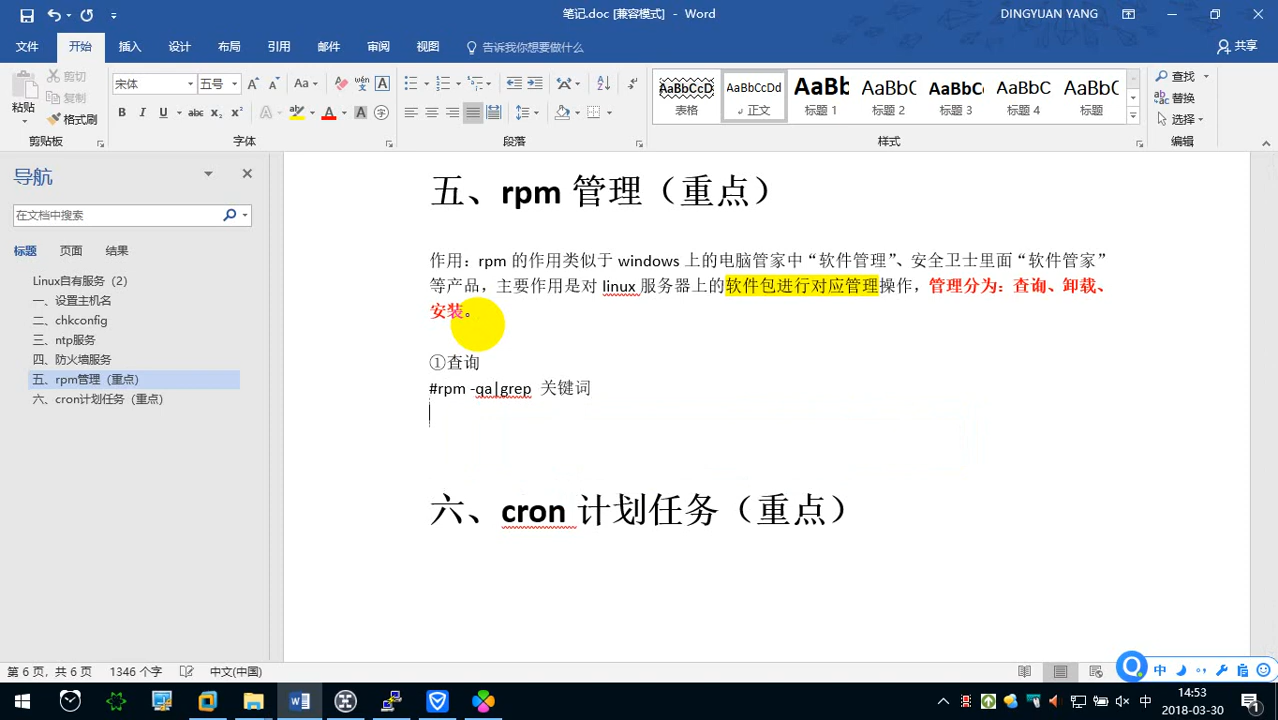 笔记.doc [兼容模式] - Word
DINGYUAN YANG
文件 开始 插入 设计 布局 引用 邮件 审阅 视图 告诉我你想要做什么 共享
粘贴 剪切 复制 格式刷
宋体 五号
AaBbCcD AaBbCcDd AaBb AaBbC AaBbC AaBbC AaBbC
表格 正文 标题 1 标题 2 标题 3 标题 4 标题
查找 替换 选择
剪贴板 字体 段落 样式 编辑
导航
在文档中搜索
标题 页面 结果
Linux自有服务（2）
一、设置主机名
二、chkconfig
三、ntp服务
四、防火墙服务
五、rpm管理（重点）
六、cron计划任务（重点）
五、rpm 管理（重点）
作用：rpm 的作用类似于 windows 上的电脑管家中“软件管理”、安全卫士里面“软件管家”
等产品，主要作用是对 linux 服务器上的软件包进行对应管理操作，管理分为：查询、卸载、
安装。
①查询
#rpm -qa|grep 关键词
六、cron 计划任务（重点）
第 6 页，共 6 页 1346 个字 中文(中国)
中
中 14:53
2018-03-30
1